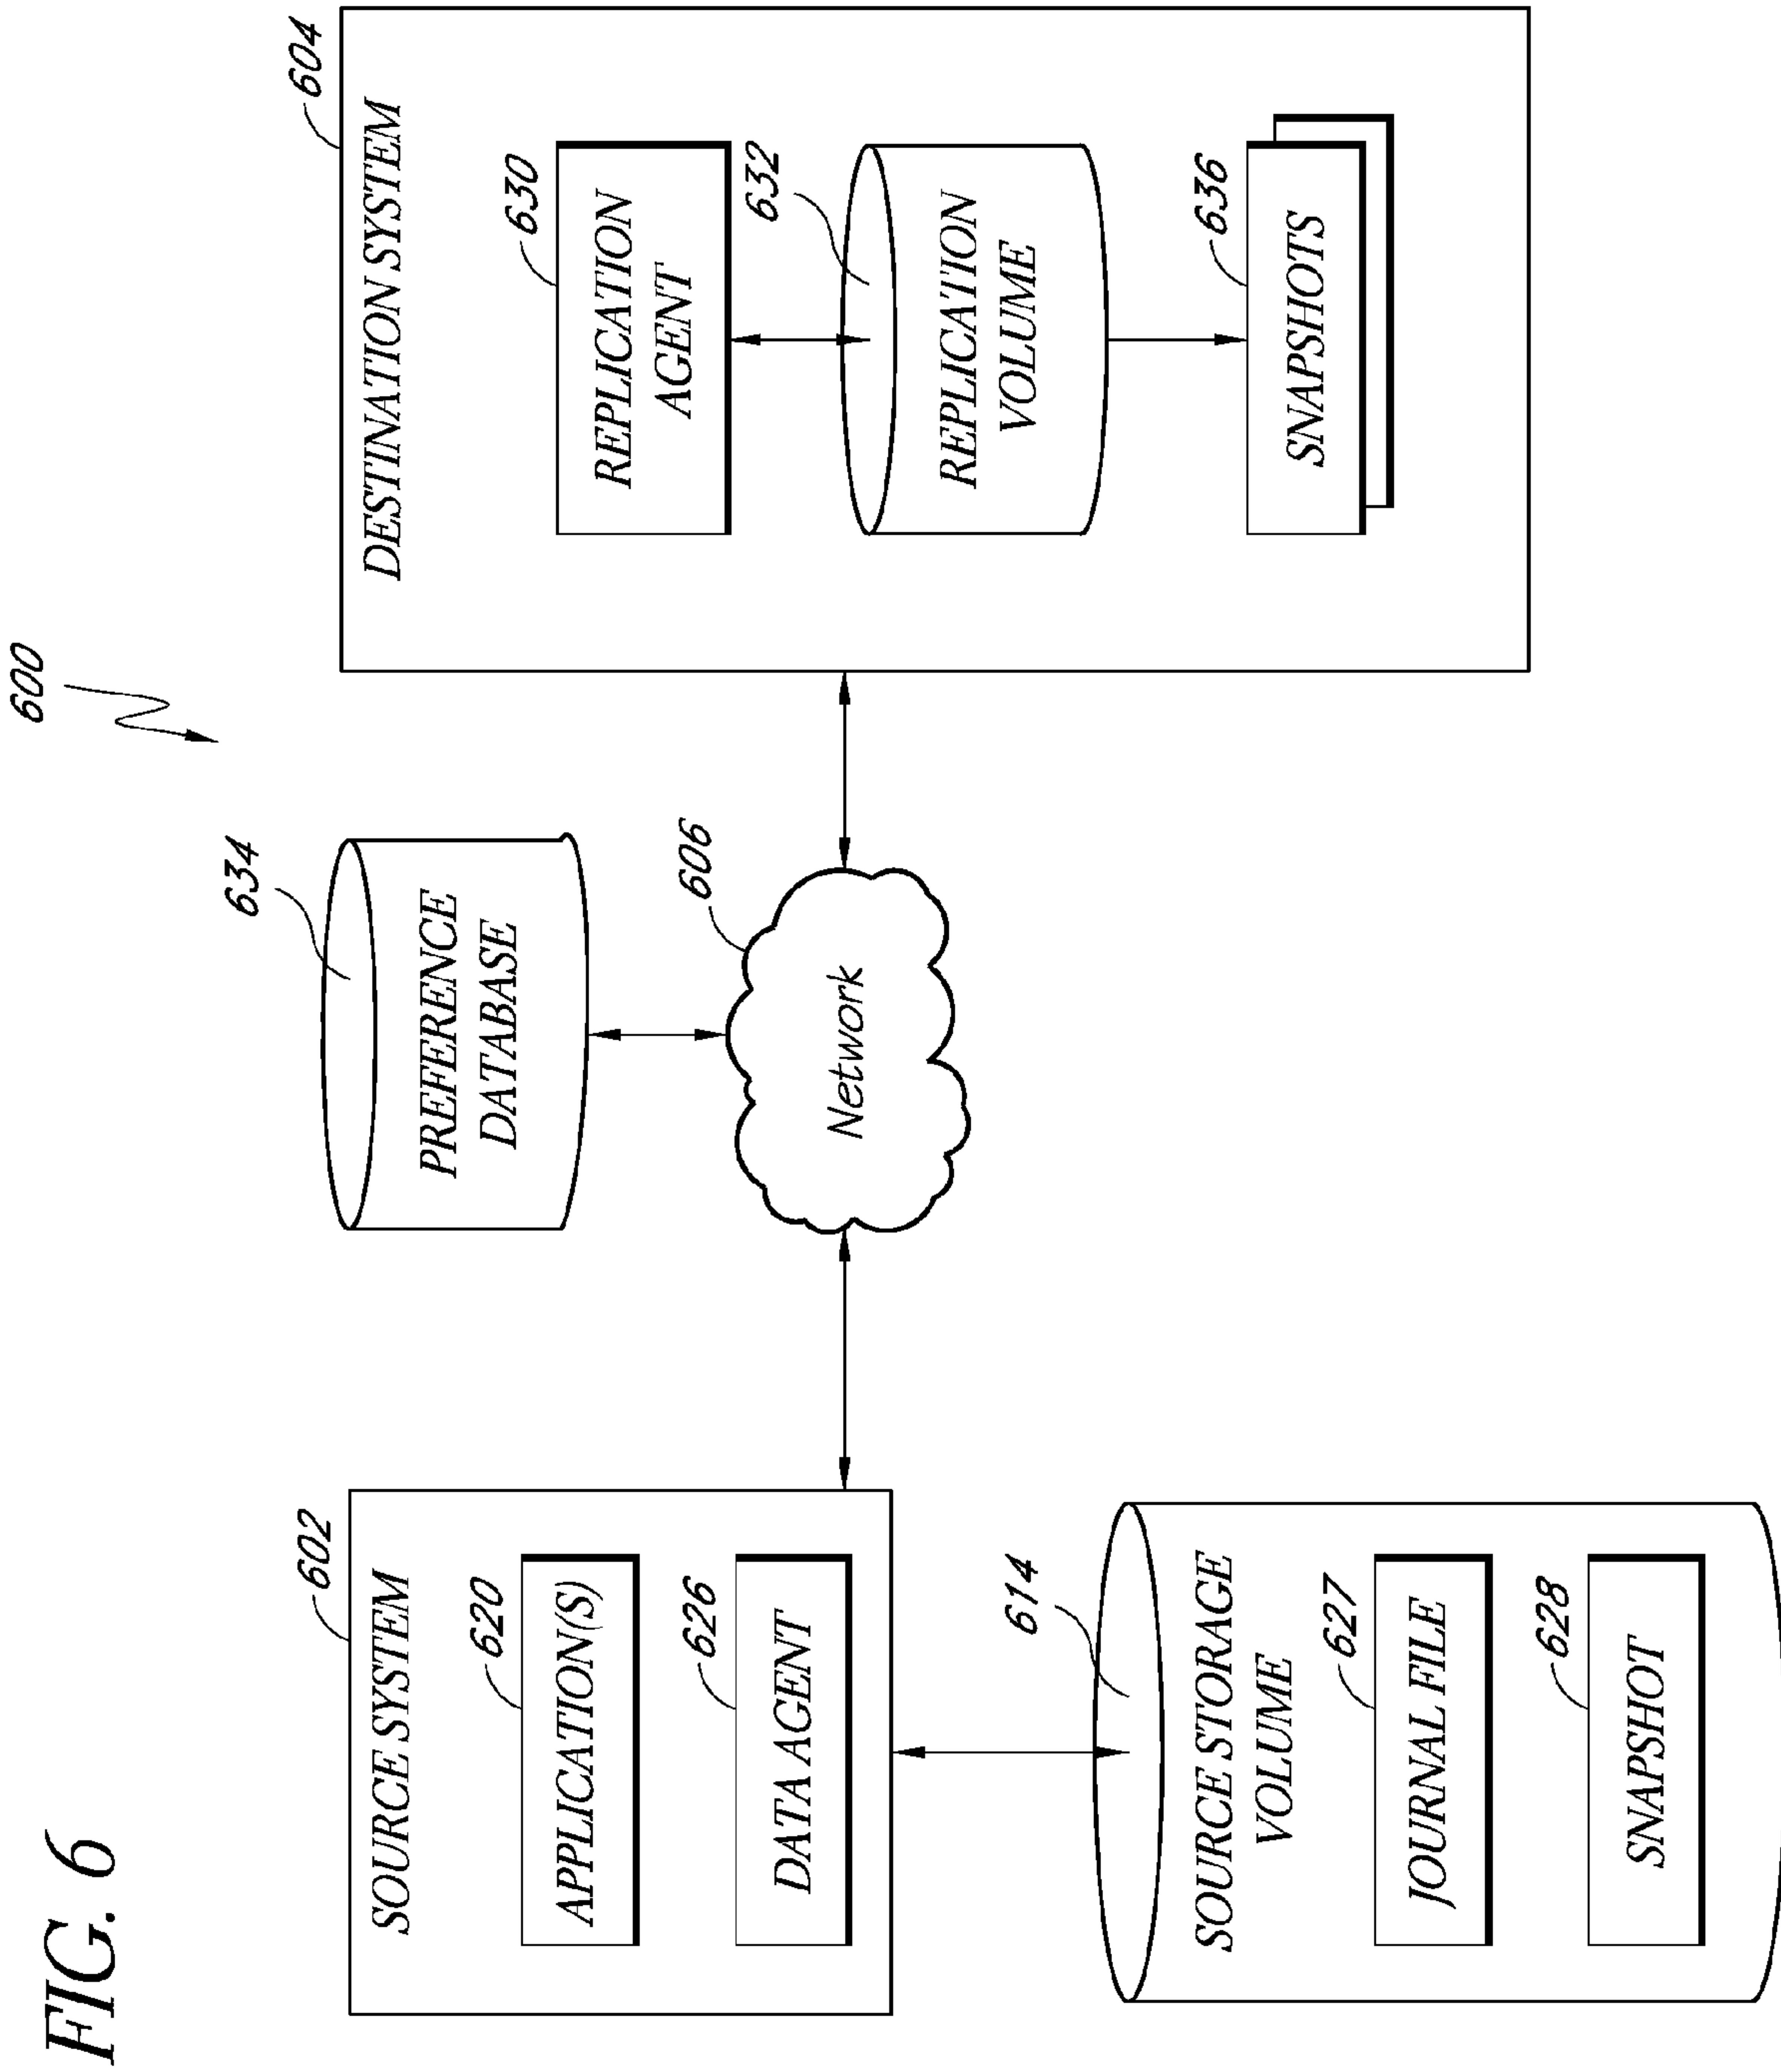 FIG. 6
600
602
SOURCE SYSTEM
620
APPLICATION(S)
626
DATA AGENT
614
SOURCE STORAGE
VOLUME
627
JOURNAL FILE
628
SNAPSHOT
634
PREFERENCE
DATABASE
606
Network
604
DESTINATION SYSTEM
630
REPLICATION
AGENT
632
REPLICATION
VOLUME
636
SNAPSHOTS